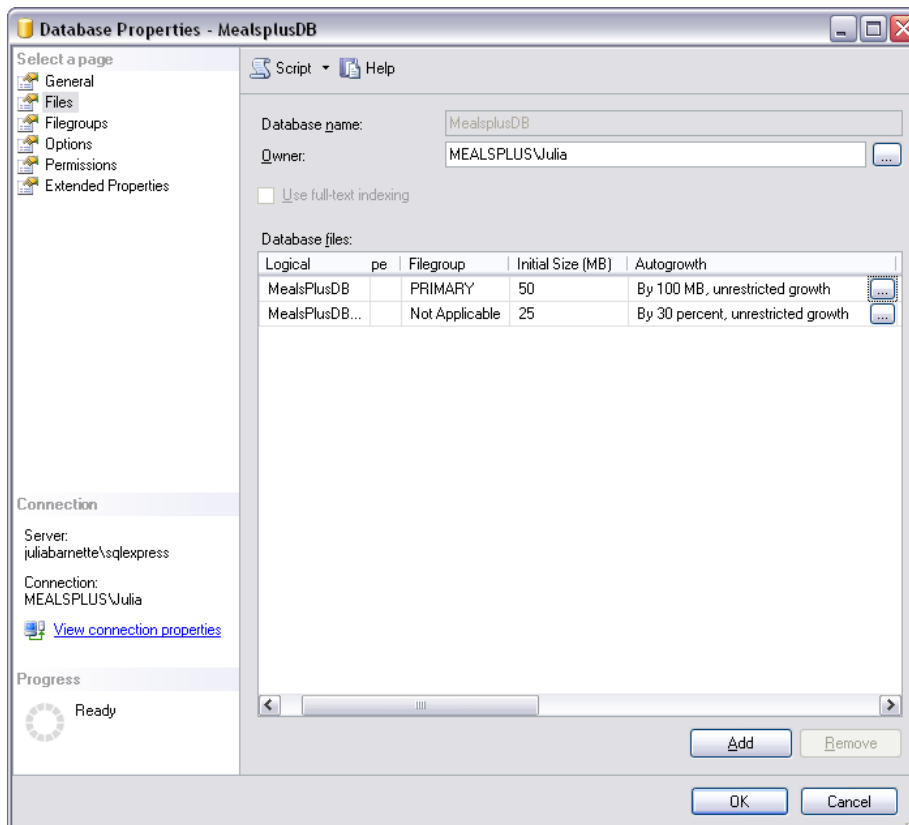 Database Properties - MealsplusDB
Select a page
General
Files
Filegroups
Options
Permissions
Extended Properties
Script
Help
Database name:
MealsplusDB
Owner:
MEALSPLUS\Julia
...
Use full-text indexing
Database files:
Logical pe Filegroup Initial Size (MB) Autogrowth
MealsPlusDB PRIMARY 50 By 100 MB, unrestricted growth ...
MealsPlusDB... Not Applicable 25 By 30 percent, unrestricted growth ...
Connection
Server:
juliabarnette\sqlexpress
Connection:
MEALSPLUS\Julia
View connection properties
Progress
Ready
Add
Remove
OK
Cancel